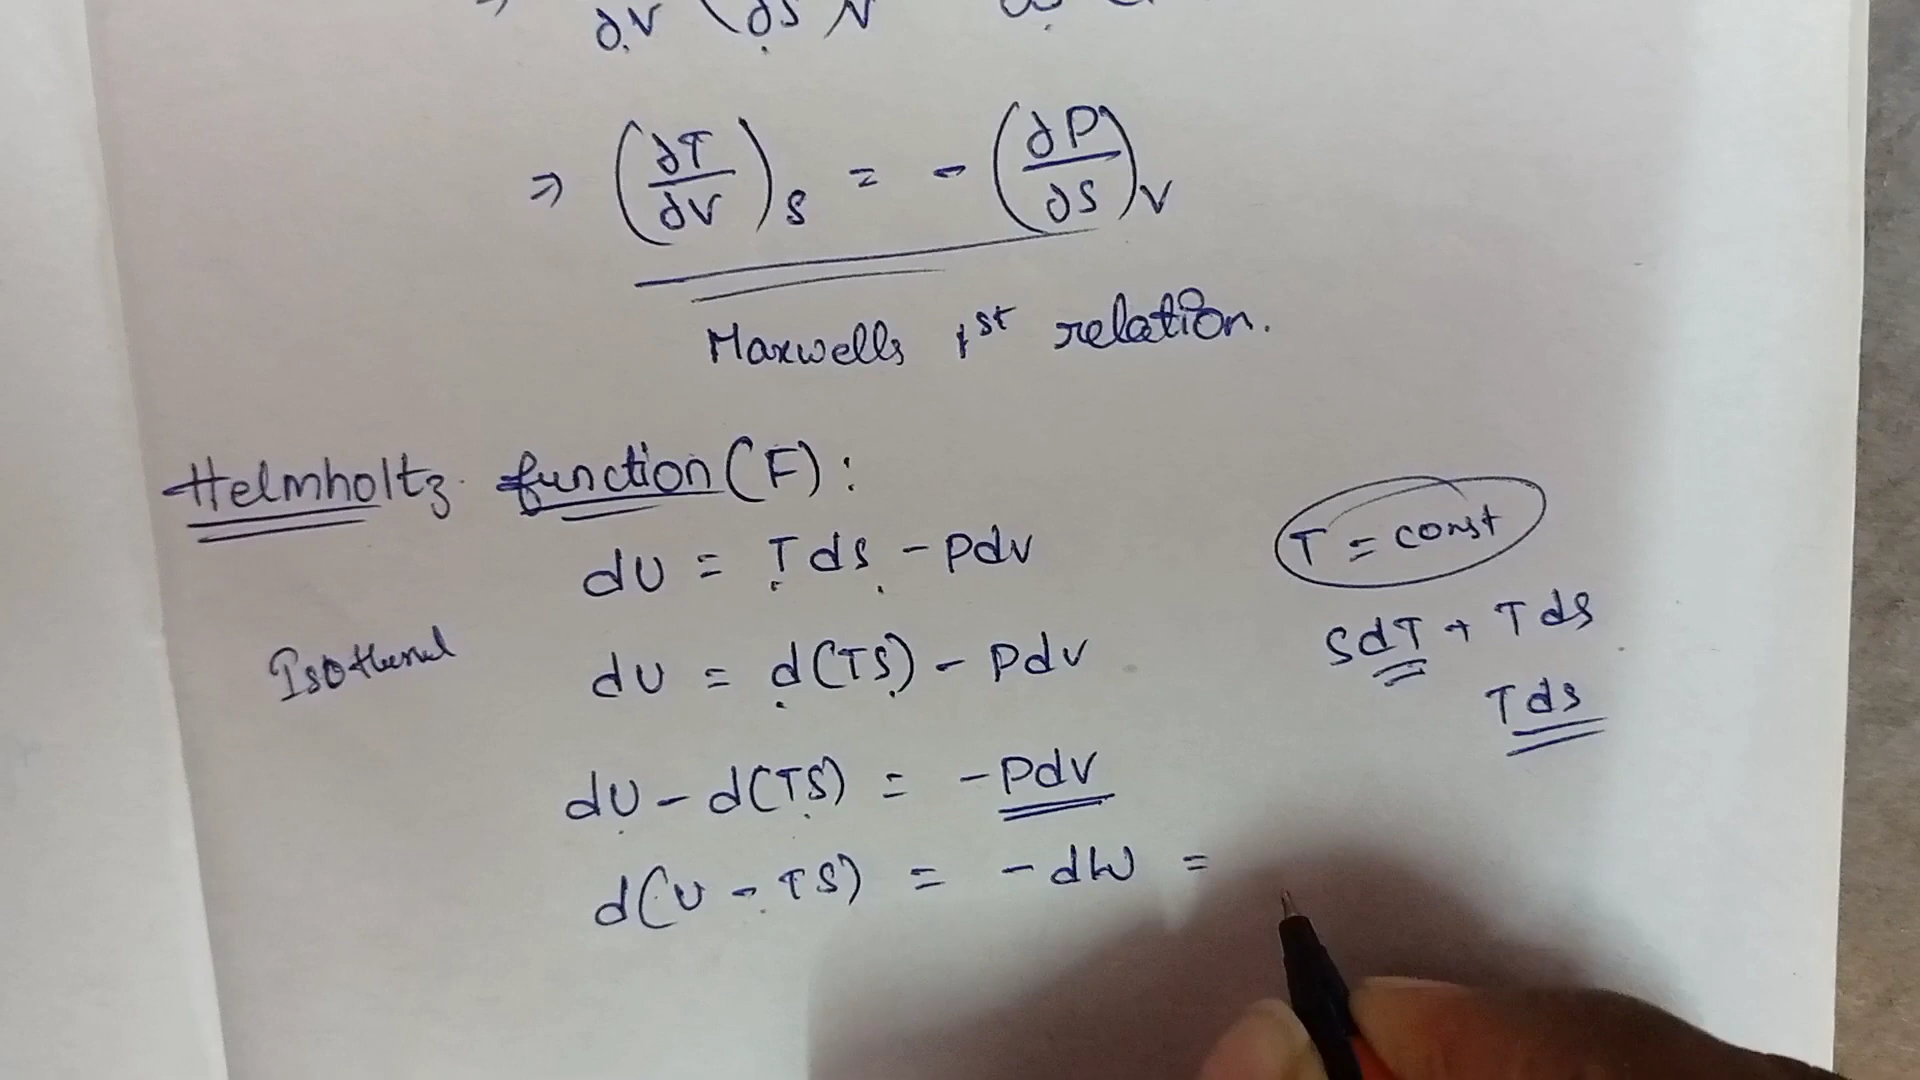 ∂V (∂S)V
⇒ (∂T/∂V)S = - (∂P/∂S)V
Maxwells 1st relation.
Helmholtz function (F):
dU = Tds - Pdv
T = const
Isothermal
dU = d(TS) - Pdv
SdT + Tds
Tds
dU - d(TS) = -Pdv
d(U - TS) = -dW =